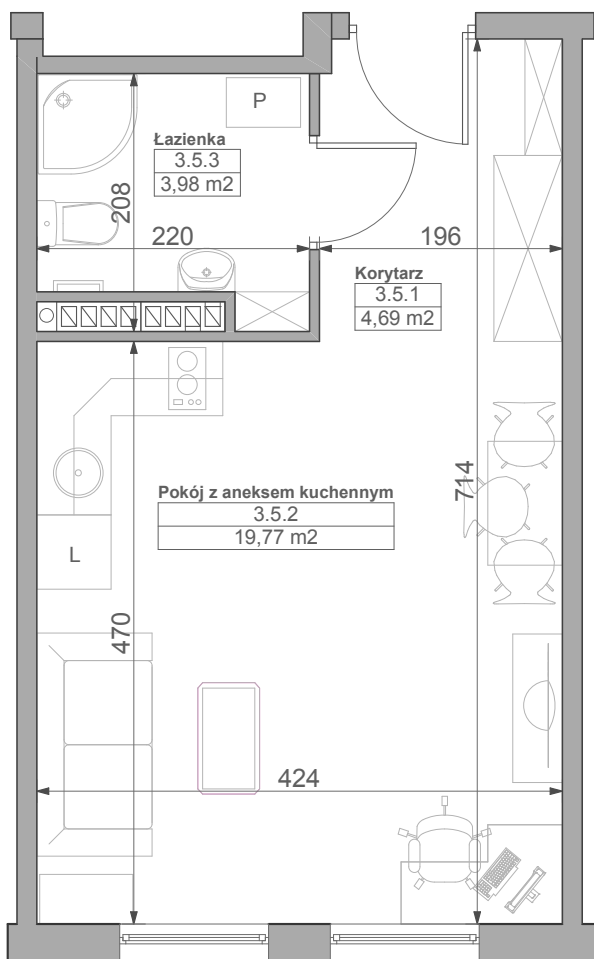 P
Łazienka
3.5.3
3,98 m2
208
220
196
Korytarz
3.5.1
4,69 m2
714
Pokój z aneksem kuchennym
3.5.2
19,77 m2
L
470
424